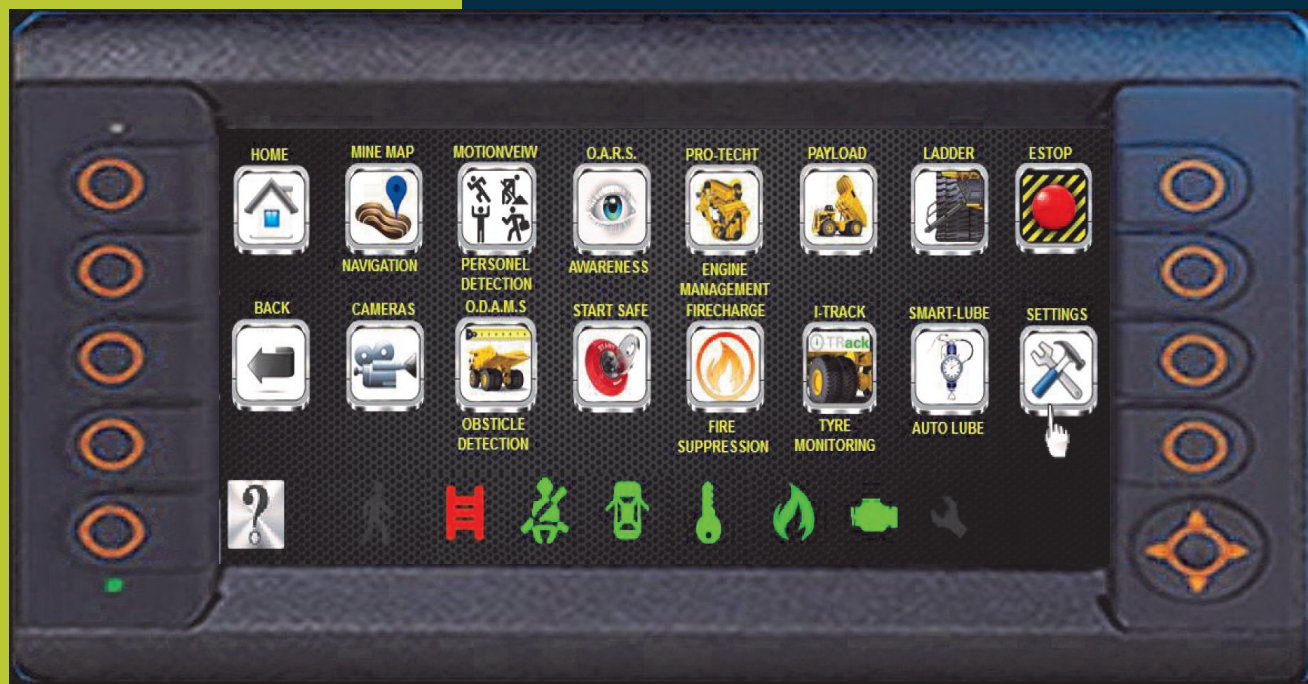 HOME MINE MAP MOTIONVEIW O.A.R.S. PRO-TECHT PAYLOAD LADDER ESTOP
NAVIGATION
PERSONEL
DETECTION
AWARENESS
ENGINE
MANAGEMENT
BACK CAMERAS O.D.A.M.S START SAFE FIRECHARGE I-TRACK SMART-LUBE SETTINGS
START
TRack
OBSTICLE
DETECTION
FIRE
SUPPRESSION
TYRE
MONITORING
AUTO LUBE
?